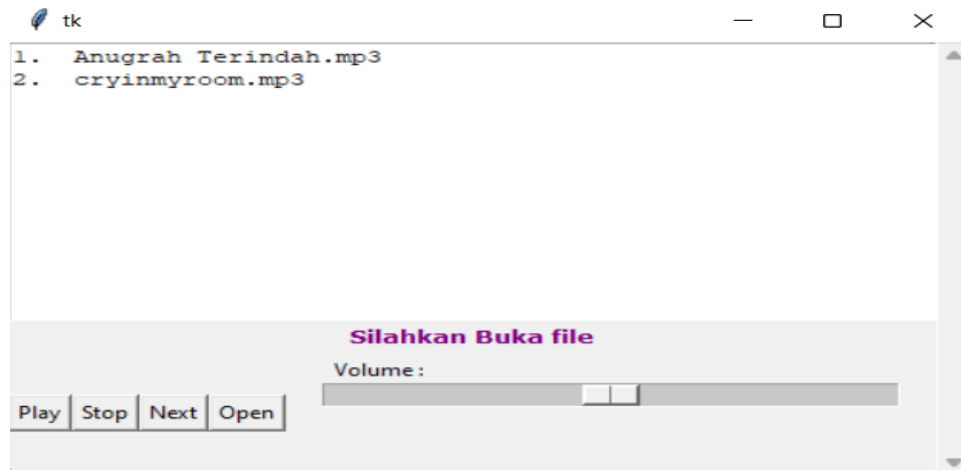 tk
1. Anugrah Terindah.mp3
2. cryinmyroom.mp3
Silahkan Buka file
Volume :
Play Stop Next Open